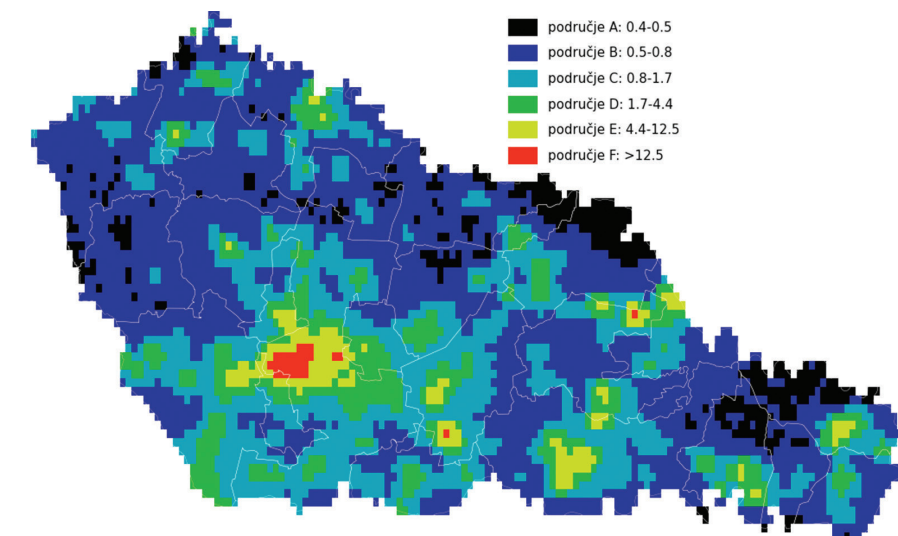 područje A: 0.4-0.5
područje B: 0.5-0.8
područje C: 0.8-1.7
područje D: 1.7-4.4
područje E: 4.4-12.5
područje F: >12.5